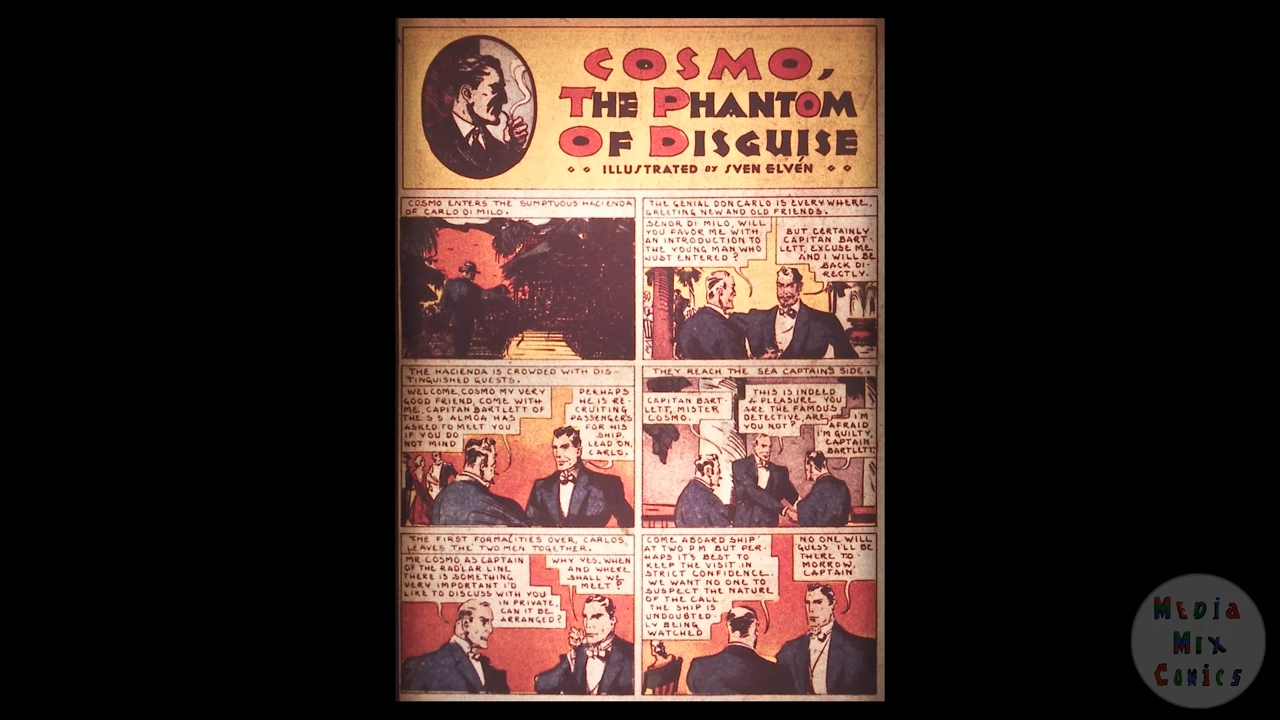 COSMO,
THE PHANTOM
OF DISGUISE
ILLUSTRATED BY SVEN ELVÉN
COSMO ENTERS THE SUMPTUOUS HACIENDA
OF CARLO DI MILO.
THE GENIAL DON CARLO IS EVERYWHERE,
GREETING NEW AND OLD FRIENDS.
SENOR DI MILO, WILL
YOU FAVOR ME WITH
AN INTRODUCTION TO
THE YOUNG MAN WHO
JUST ENTERED?
BUT CERTAINLY
CAPITAN BART-
LETT, EXCUSE ME
AND I WILL BE
BACK DI-
RECTLY.
THE HACIENDA IS CROWDED WITH DIS-
TINGUISHED GUESTS.
WELCOME, COSMO MY VERY
GOOD FRIEND, COME WITH
ME, CAPITAN BARTLETT OF
THE S S ALMOA HAS
ASKED TO MEET YOU
IF YOU DO
NOT MIND
PERHAPS
HE IS RE-
CRUITING
PASSENGERS
FOR HIS
SHIP.
LEAD ON,
CARLO.
THEY REACH THE SEA CAPTAIN'S SIDE.
CAPITAN BART-
LETT, MISTER
COSMO.
THIS IS INDEED
A PLEASURE. YOU
ARE THE FAMOUS
DETECTIVE, ARE
YOU NOT?
I'M
AFRAID
I'M GUILTY,
CAPTAIN
BARTLETT.
THE FIRST FORMALITIES OVER, CARLOS
LEAVES THE TWO MEN TOGETHER.
MR COSMO, AS CAPTAIN
OF THE RADLAR LINE
THERE IS SOMETHING
VERY IMPORTANT I'D
LIKE TO DISCUSS WITH YOU
IN PRIVATE,
CAN IT BE
ARRANGED?
WHY YES. WHEN
AND WHERE
SHALL WE
MEET?
COME ABOARD SHIP
AT TWO P.M. BUT PER-
HAPS IT'S BEST TO
KEEP THE VISIT IN
STRICT CONFIDENCE.
WE WANT NO ONE TO
SUSPECT THE NATURE
OF THE CALL
THE SHIP IS
UNDOUBTED-
LY BEING
WATCHED
NO ONE WILL
GUESS I'LL BE
THERE TO-
MORROW,
CAPTAIN.
MEDIA
MIX
COMICS